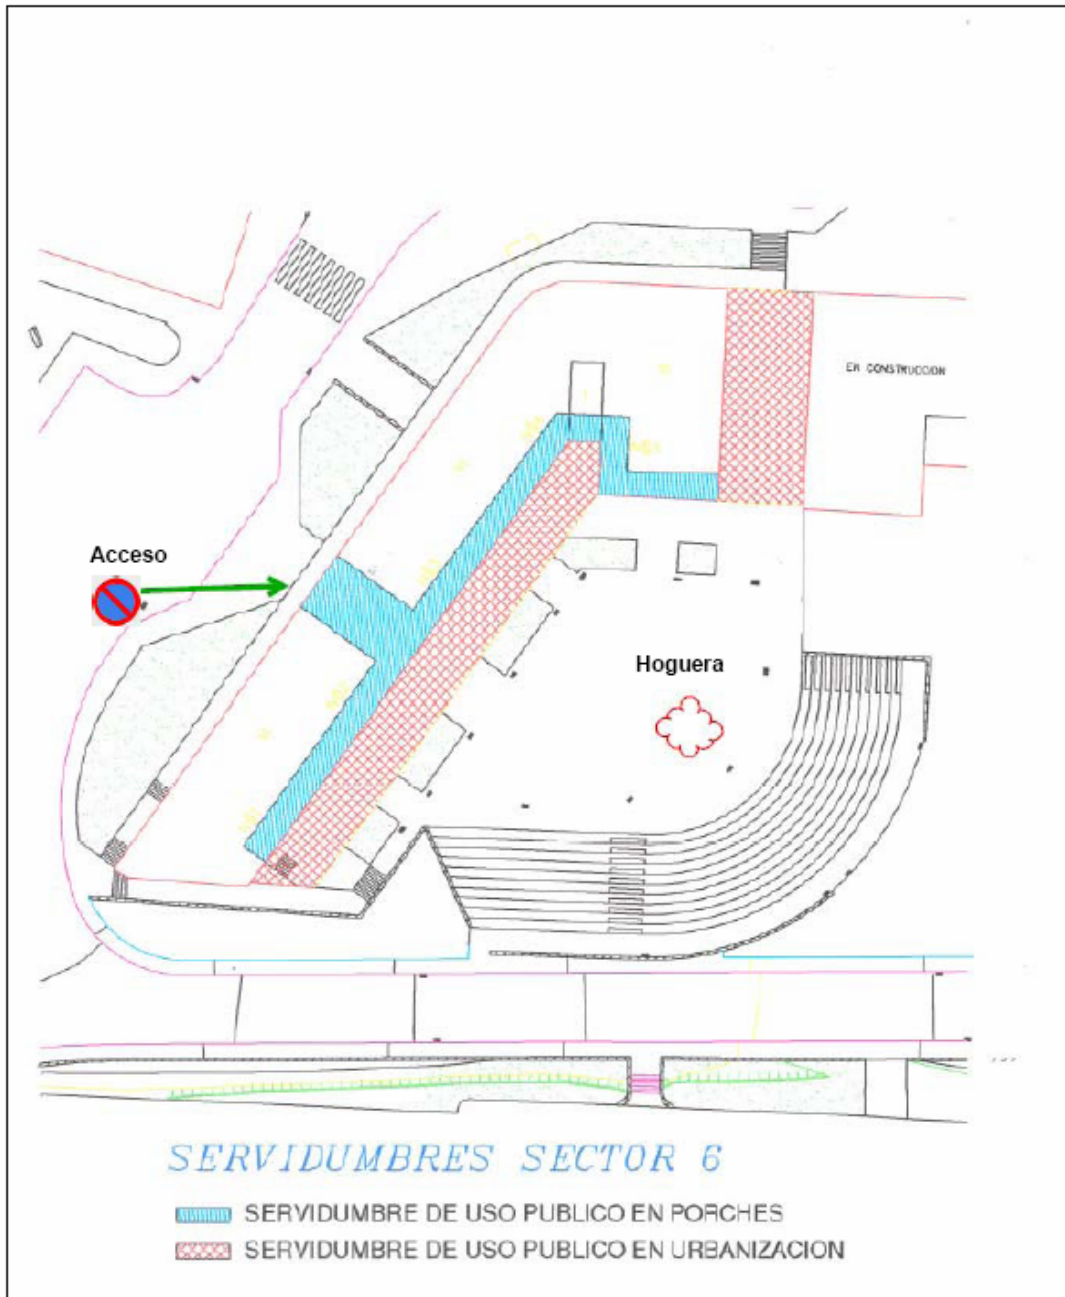 EN CONSTRUCCION
Acceso
Hoguera
SERVIDUMBRES SECTOR 6
SERVIDUMBRE DE USO PUBLICO EN PORCHES
SERVIDUMBRE DE USO PUBLICO EN URBANIZACION